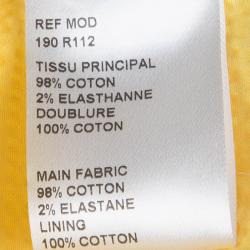 REF MOD
190 R112
TISSU PRINCIPAL
98% COTON
2% ELASTHANNE
DOUBLURE
100% COTON
MAIN FABRIC
98% COTTON
2% ELASTANE
LINING
100% COTTON